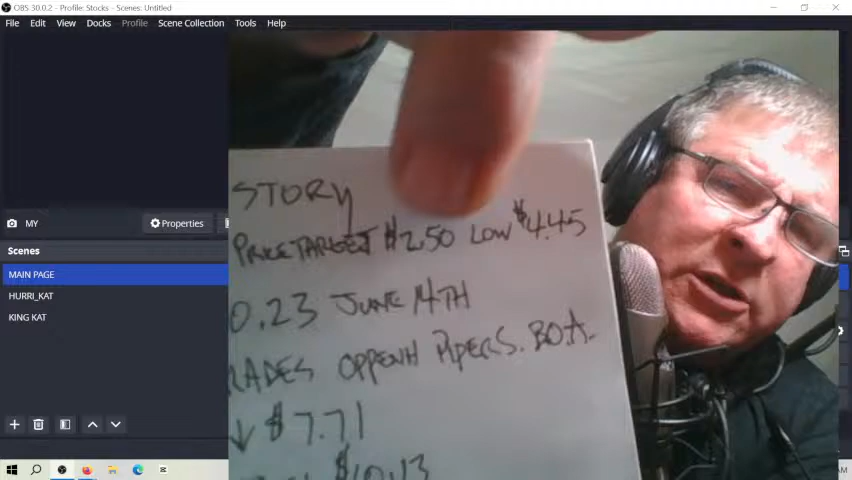 OBS 30.0.2 - Profile: Stocks - Scenes: Untitled
File Edit View Docks Profile Scene Collection Tools Help
STORY
PRICE TARGET $2.50 LOW $4.45
0.23 JUNE 14TH
RADES OPPENH PIPERS. B.O.A.
↓ $7.71
$10.43
MY Properties
Scenes
MAIN PAGE
HURRI_KAT
KING KAT